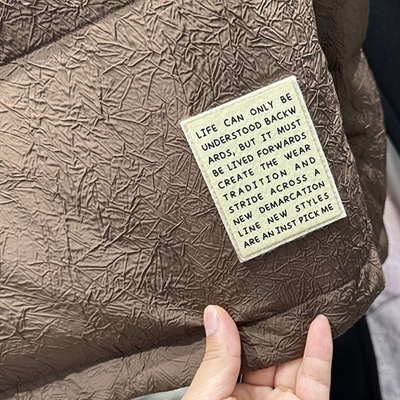 LIFE CAN ONLY BE
UNDERSTOOD BACKW
ARDS, BUT IT MUST
BE LIVED FORWARDS
CREATE THE WEAR
TRADITION AND
STRIDE ACROSS A
NEW DEMARCATION
LINE NEW STYLES
ARE AN INST PICK ME